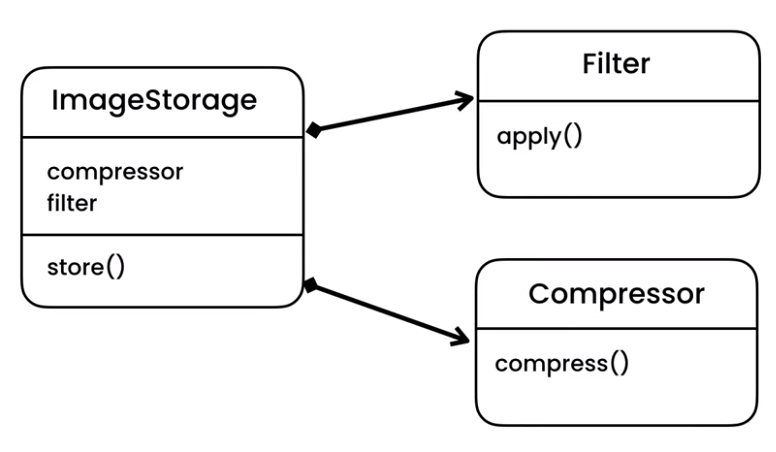 ImageStorage
compressor
filter
store()
Filter
apply()
Compressor
compress()